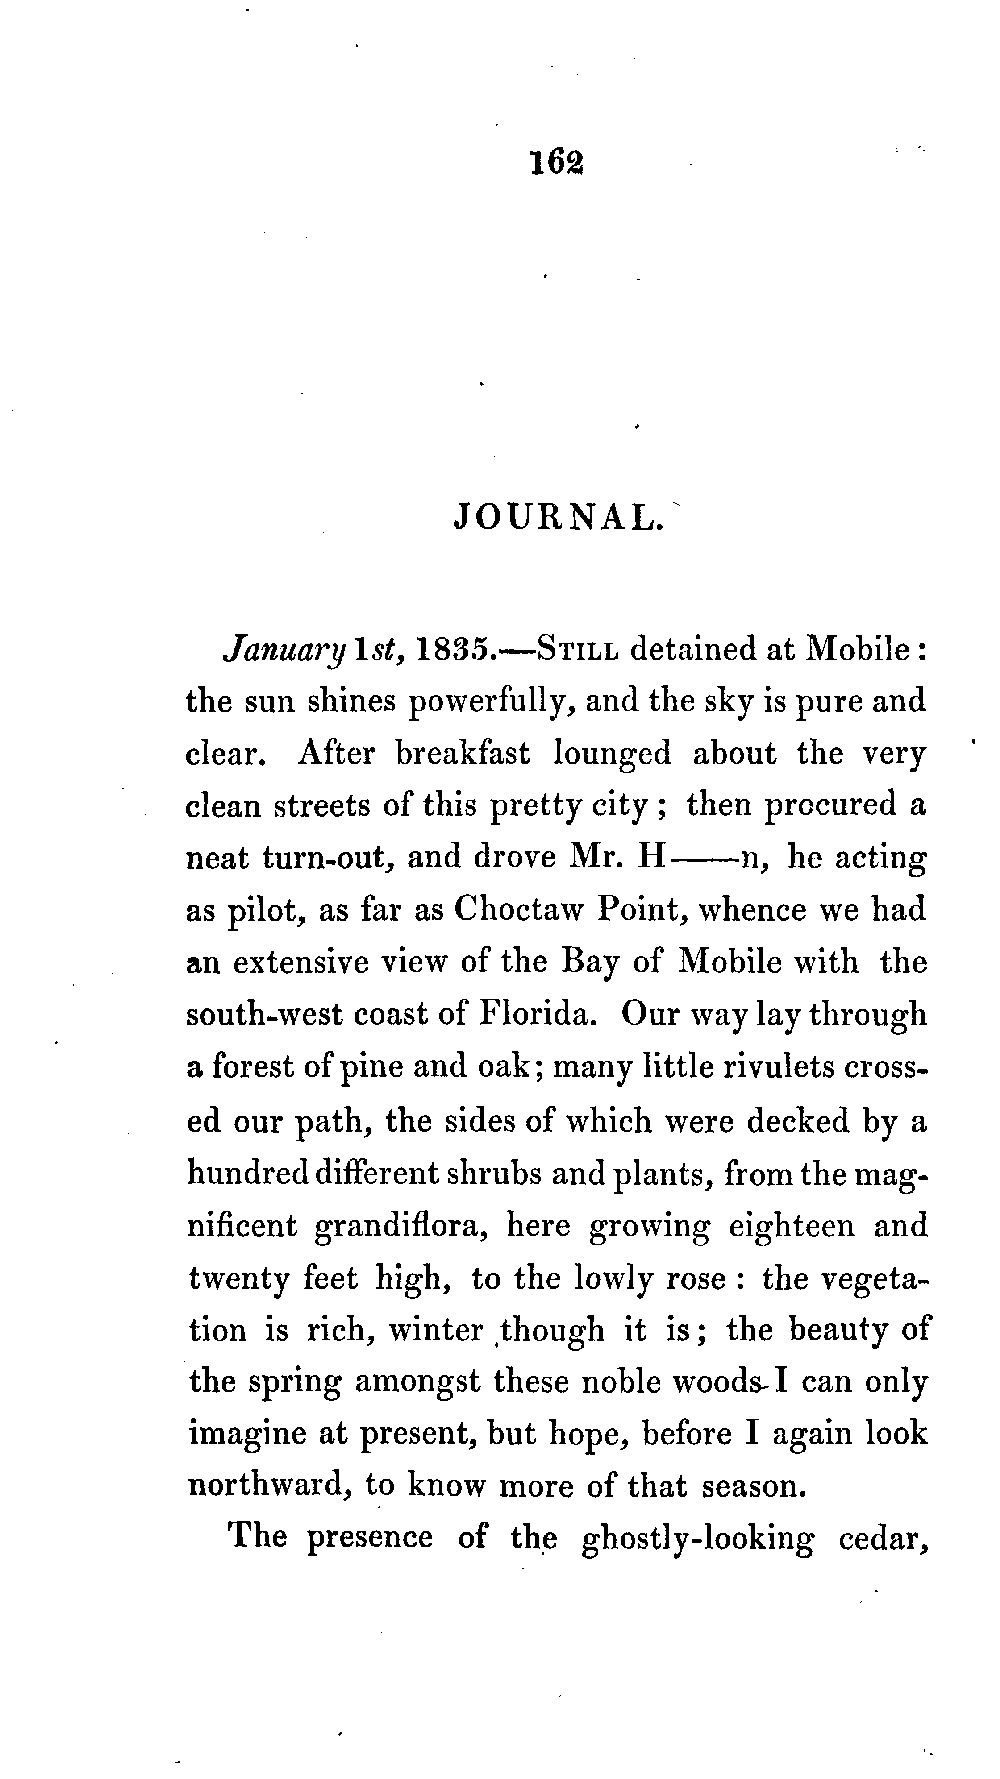 162
JOURNAL.
January 1st, 1835.—STILL detained at Mobile :
the sun shines powerfully, and the sky is pure and
clear. After breakfast lounged about the very
clean streets of this pretty city ; then procured a
neat turn-out, and drove Mr. H——n, he acting
as pilot, as far as Choctaw Point, whence we had
an extensive view of the Bay of Mobile with the
south-west coast of Florida. Our way lay through
a forest of pine and oak; many little rivulets cross-
ed our path, the sides of which were decked by a
hundred different shrubs and plants, from the mag-
nificent grandiflora, here growing eighteen and
twenty feet high, to the lowly rose : the vegeta-
tion is rich, winter though it is; the beauty of
the spring amongst these noble woods I can only
imagine at present, but hope, before I again look
northward, to know more of that season.
The presence of the ghostly-looking cedar,